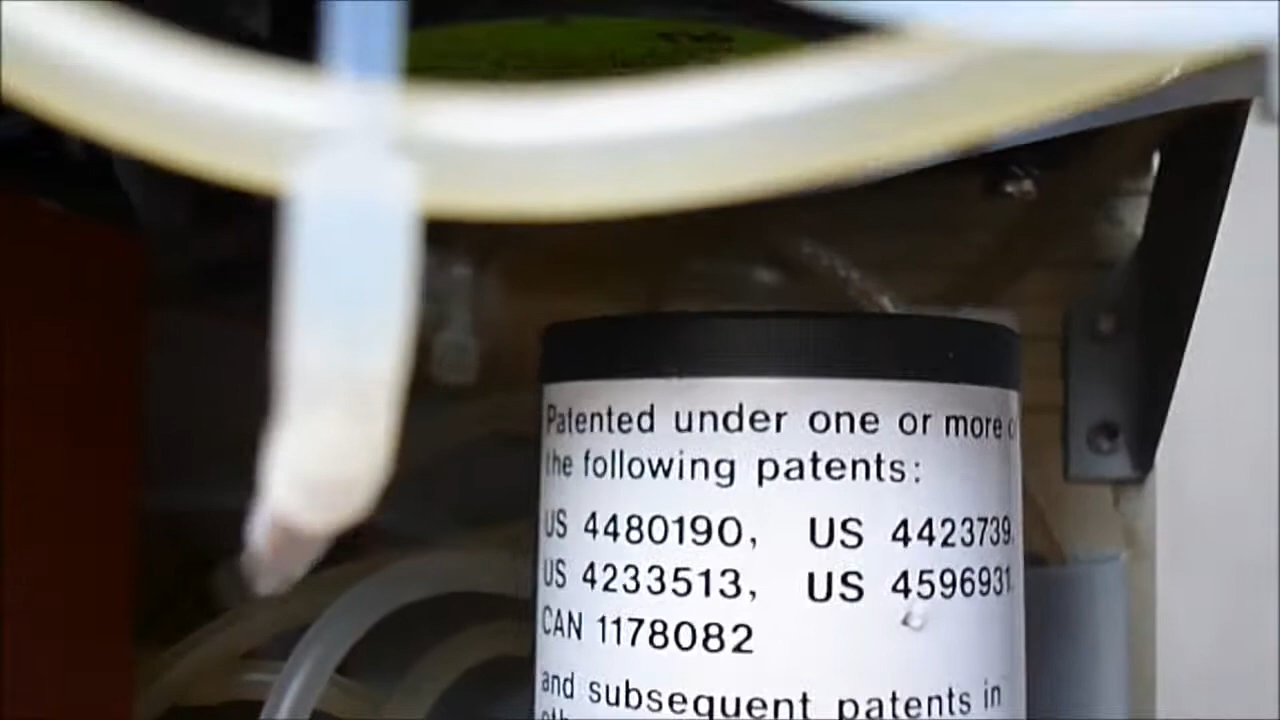 Patented under one or more
the following patents:
US 4480190, US 4423739
US 4233513, US 4596931
CAN 1178082
and subsequent patents in